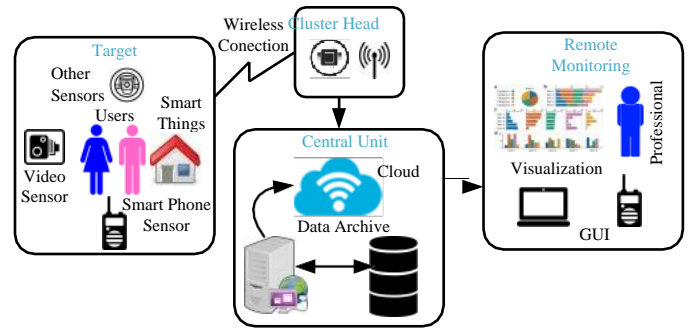 Target
Other
Sensors
Users
Smart
Things
Video
Sensor
Smart Phone
Sensor
Wireless
Conection
Cluster Head
Central Unit
Cloud
Data Archive
Remote
Monitoring
Professional
Visualization
GUI